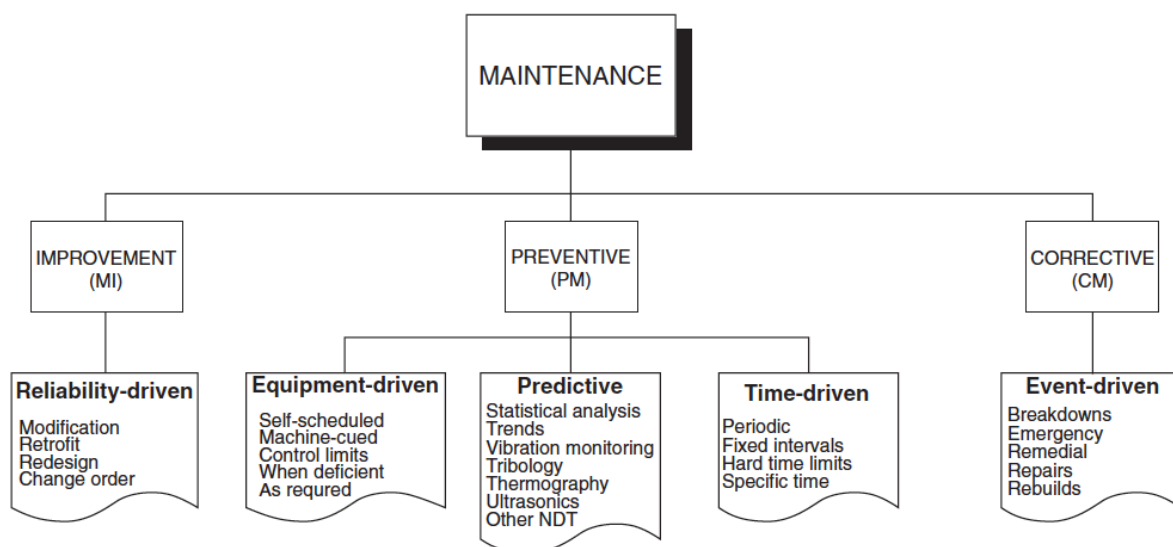 MAINTENANCE
IMPROVEMENT
(MI)
PREVENTIVE
(PM)
CORRECTIVE
(CM)
Reliability-driven
Modification
Retrofit
Redesign
Change order
Equipment-driven
Self-scheduled
Machine-cued
Control limits
When deficient
As requred
Predictive
Statistical analysis
Trends
Vibration monitoring
Tribology
Thermography
Ultrasonics
Other NDT
Time-driven
Periodic
Fixed intervals
Hard time limits
Specific time
Event-driven
Breakdowns
Emergency
Remedial
Repairs
Rebuilds